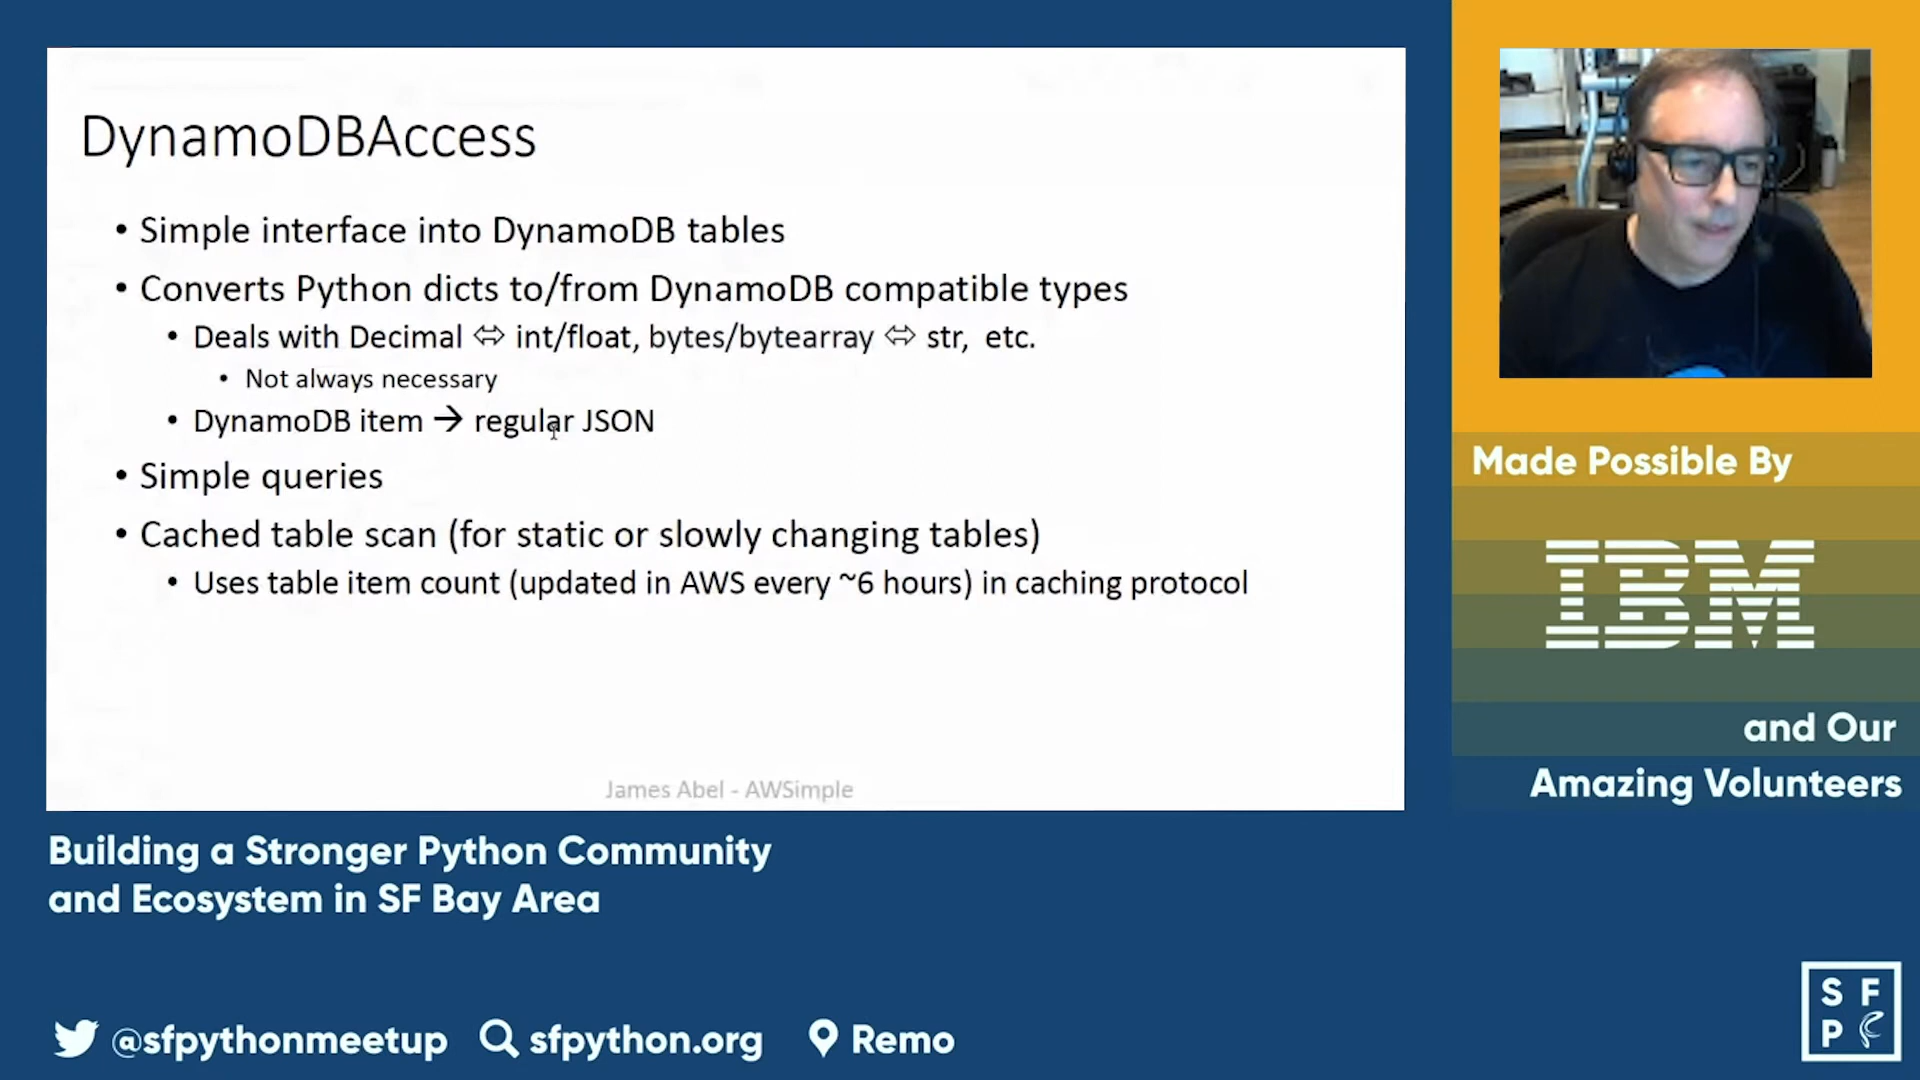 DynamoDBAccess
• Simple interface into DynamoDB tables
• Converts Python dicts to/from DynamoDB compatible types
• Deals with Decimal ⇔ int/float, bytes/bytearray ⇔ str, etc.
• Not always necessary
• DynamoDB item → regular JSON
• Simple queries
• Cached table scan (for static or slowly changing tables)
• Uses table item count (updated in AWS every ~6 hours) in caching protocol
James Abel - AWSimple
Made Possible By
IBM
and Our
Amazing Volunteers
Building a Stronger Python Community
and Ecosystem in SF Bay Area
@sfpythonmeetup sfpython.org Remo
S F
P